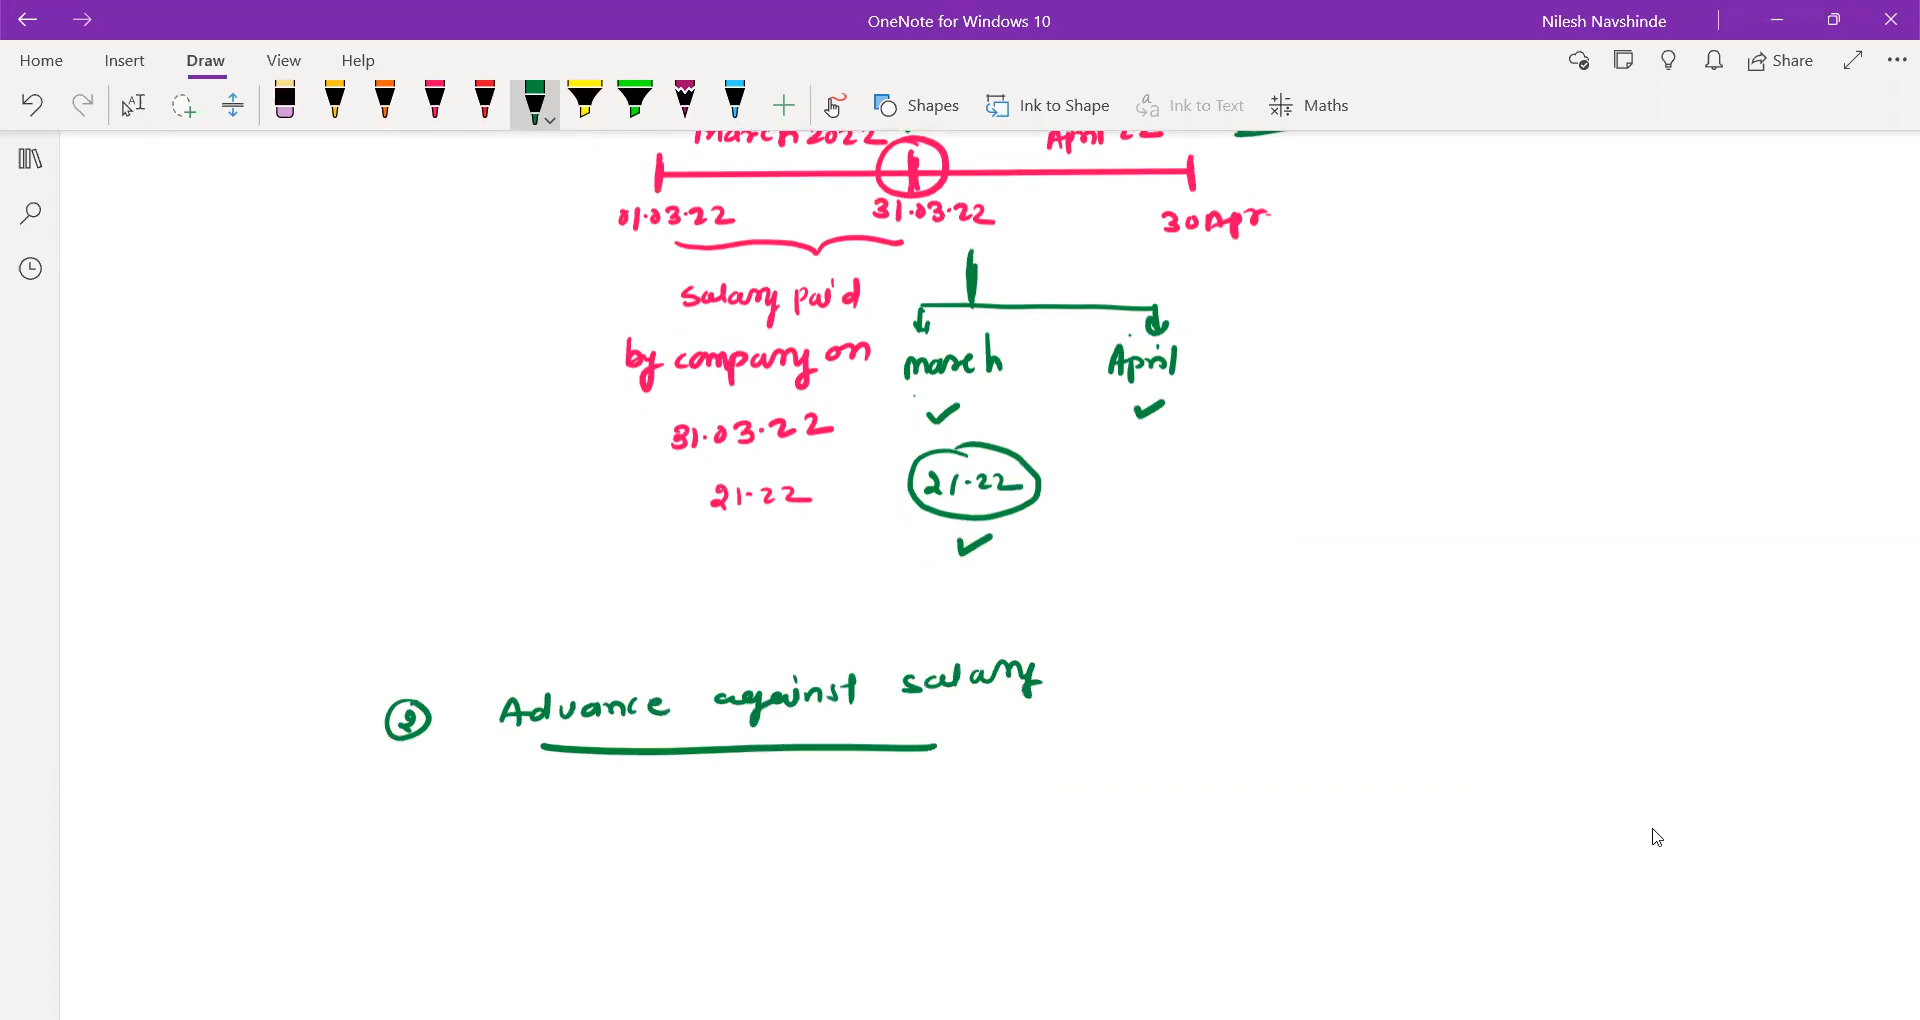 OneNote for Windows 10
Nilesh Navshinde
Home Insert Draw View Help
Share
Shapes Ink to Shape Ink to Text Maths
March 2022 April 22
01.03.22 31.03.22 30 Apr
salary paid
by company on
31.03.22
21.22
march April
21.22
② Advance against salary